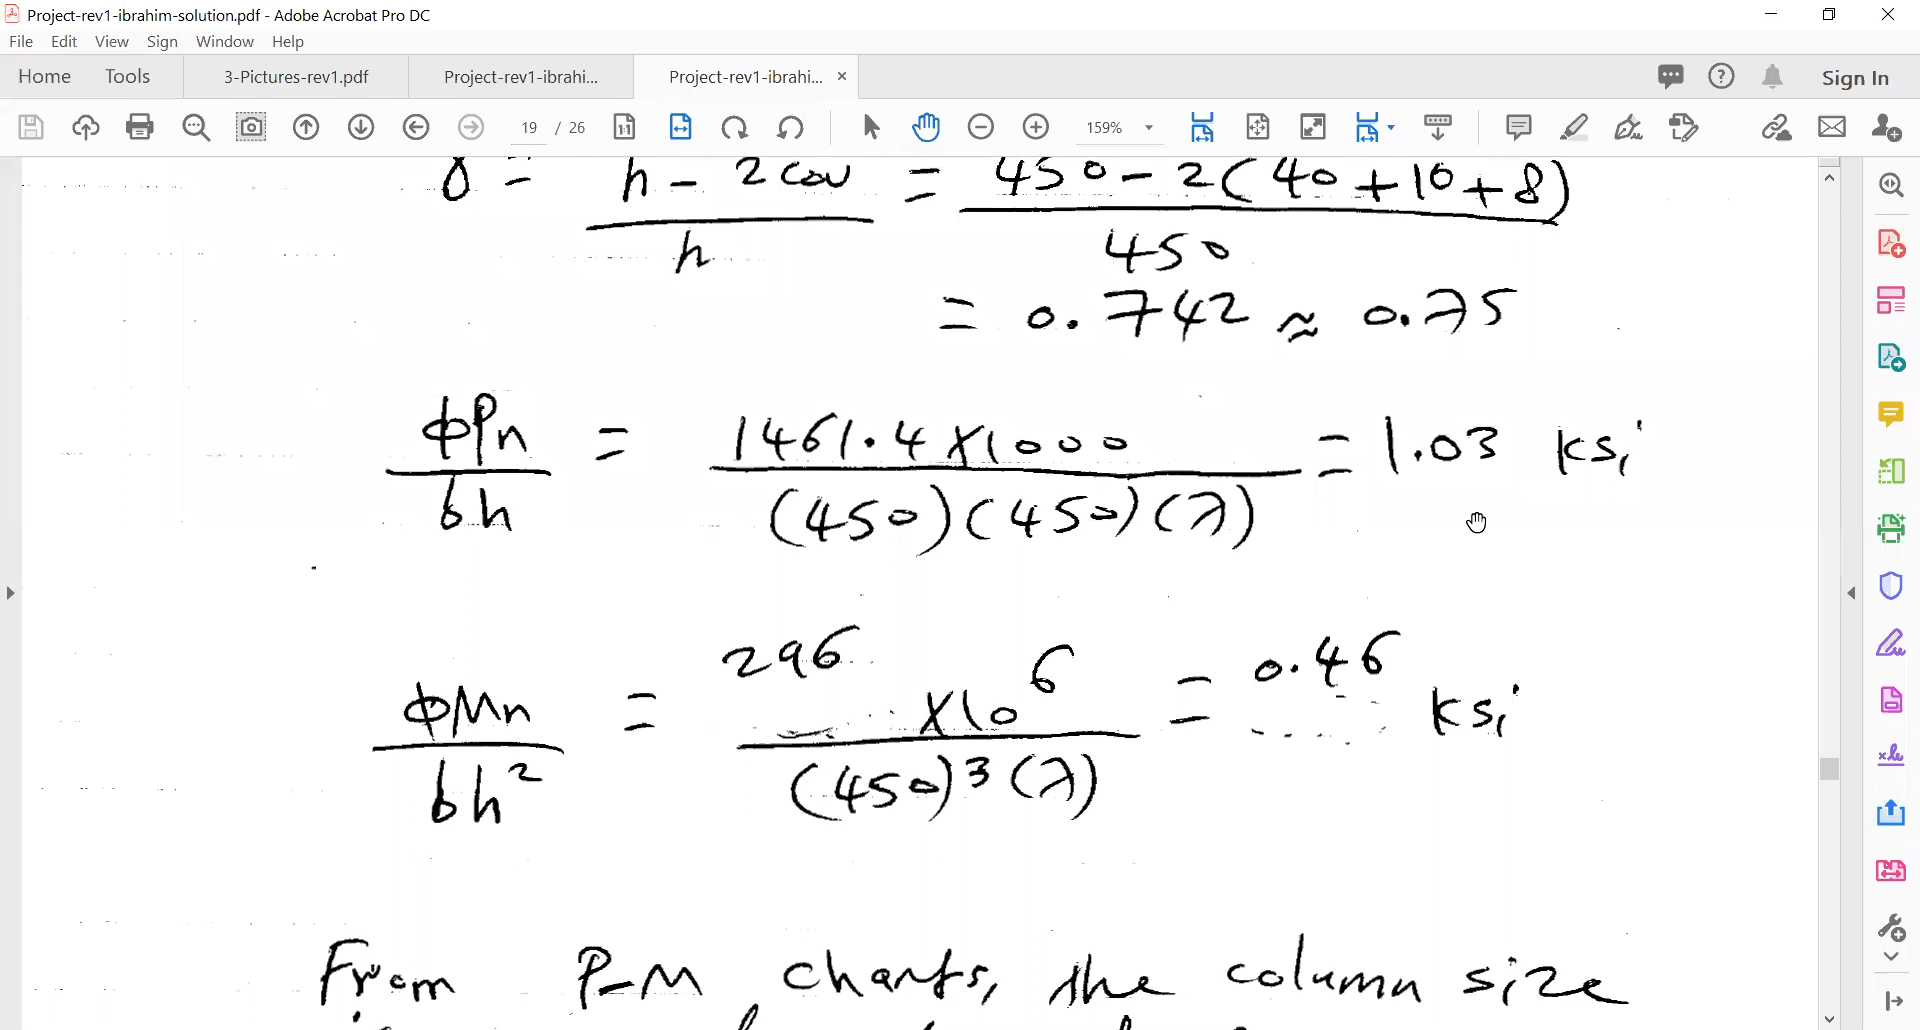 Project-rev1-ibrahim-solution.pdf - Adobe Acrobat Pro DC
File Edit View Sign Window Help
Home Tools 3-Pictures-rev1.pdf Project-rev1-ibrahi... Project-rev1-ibrahi... × Sign In
19 / 26 159%
γ = h - 2 cov / h = 450 - 2(40 + 10 + 8) / 450
= 0.742 ≈ 0.75
ϕPn / bh = 1461.4 x 1000 / (450)(450)(7) = 1.03 ksi
ϕMn / bh² = 296 x10⁶ / (450)³(7) = 0.46 ksi
From P-M charts, the column size